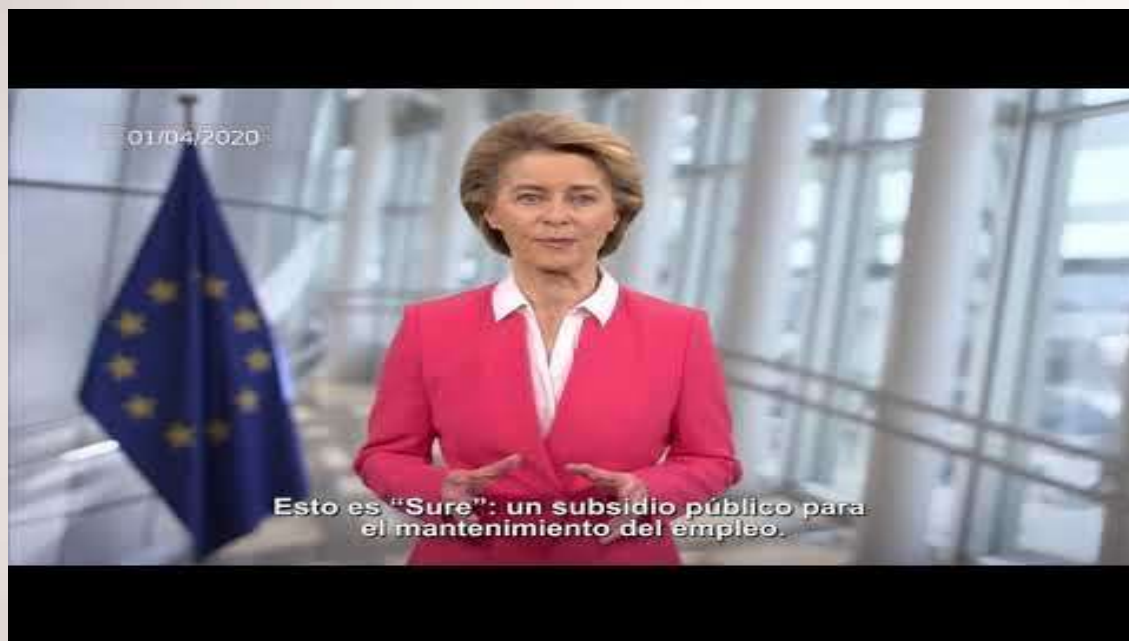 01/04/2020
Esto es “Sure”: un subsidio público para
el mantenimiento del empleo.